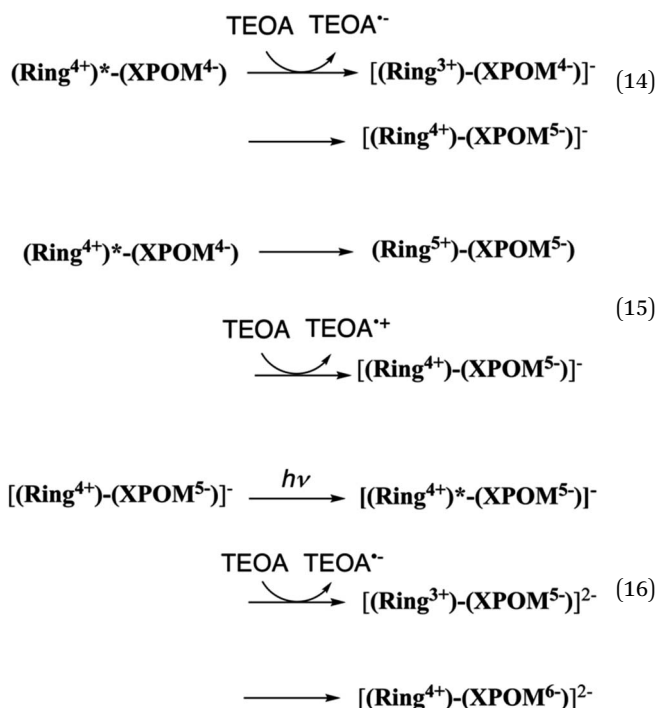 TEOA TEOA•-
(Ring4+)*-(XPOM4-) [(Ring3+)-(XPOM4-)]- (14)
[(Ring4+)-(XPOM5-)]-
(Ring4+)*-(XPOM4-) (Ring5+)-(XPOM5-)
(15)
TEOA TEOA•+
[(Ring4+)-(XPOM5-)]-
hν
[(Ring4+)-(XPOM5-)]- [(Ring4+)*-(XPOM5-)]-
TEOA TEOA•-
[(Ring3+)-(XPOM5-)]2- (16)
[(Ring4+)-(XPOM6-)]2-